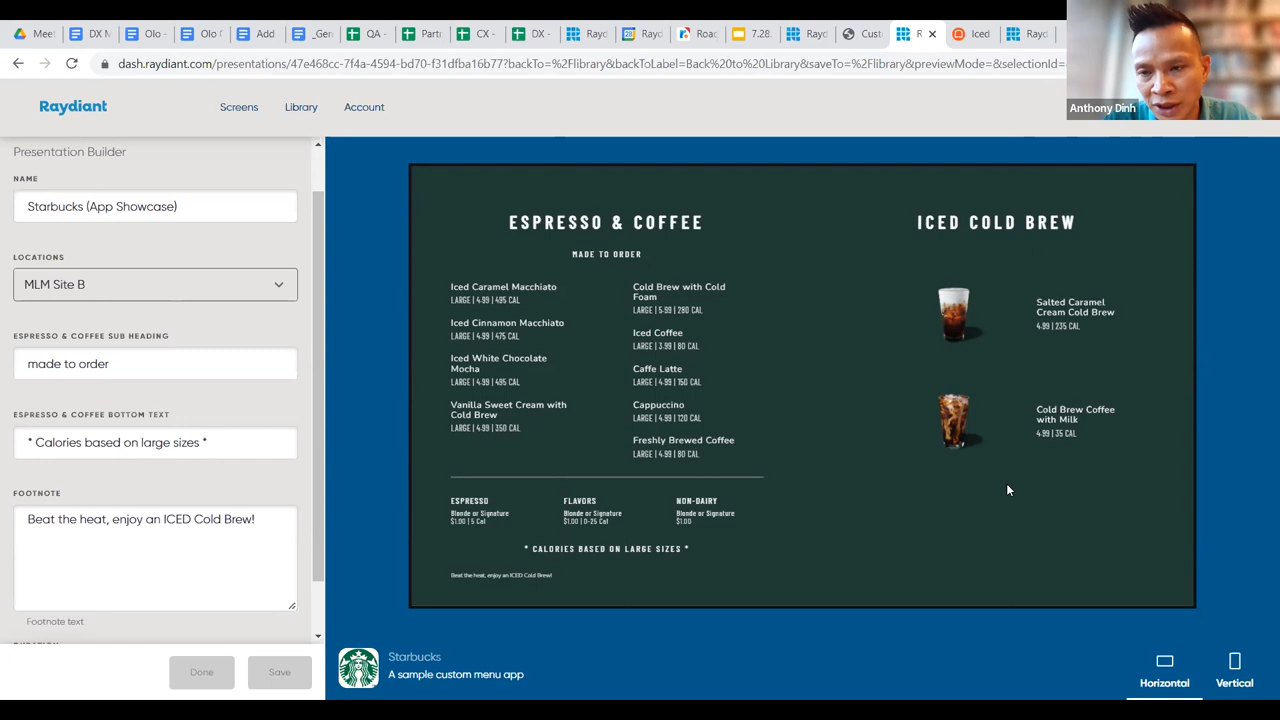 Mee
DX M
Olo -
Olo C
Add
_Gen
QA -
Partn
CX -
DX -
Rayd
Rayd
Road
7.28.
Rayd
Cust
R
Iced
Rayd
dash.raydiant.com/presentations/47e468cc-7f4a-4594-bd70-f31dfba16b77?backTo=%2Flibrary&backToLabel=Back%20to%20Library&saveTo=%2Flibrary&previewMode=&selectionId=
Anthony Dinh
Raydiant
Screens
Library
Account
Presentation Builder
NAME
Starbucks (App Showcase)
LOCATIONS
MLM Site B
ESPRESSO & COFFEE SUB HEADING
made to order
ESPRESSO & COFFEE BOTTOM TEXT
* Calories based on large sizes *
FOOTNOTE
Beat the heat, enjoy an ICED Cold Brew!
Footnote text
Done
Save
ESPRESSO & COFFEE
MADE TO ORDER
Iced Caramel Macchiato
LARGE | 4.99 | 495 CAL
Iced Cinnamon Macchiato
LARGE | 4.99 | 475 CAL
Iced White Chocolate
Mocha
LARGE | 4.99 | 495 CAL
Vanilla Sweet Cream with
Cold Brew
LARGE | 4.99 | 350 CAL
Cold Brew with Cold
Foam
LARGE | 5.99 | 280 CAL
Iced Coffee
LARGE | 3.99 | 80 CAL
Caffe Latte
LARGE | 4.99 | 150 CAL
Cappuccino
LARGE | 4.99 | 120 CAL
Freshly Brewed Coffee
LARGE | 4.99 | 80 CAL
ESPRESSO
Blonde or Signature
$1.00 | 5 Cal
FLAVORS
Blonde or Signature
$1.00 | 0-25 Cal
NON-DAIRY
Blonde or Signature
$1.00
* CALORIES BASED ON LARGE SIZES *
Beat the heat, enjoy an ICED Cold Brew!
ICED COLD BREW
Salted Caramel
Cream Cold Brew
4.99 | 235 CAL
Cold Brew Coffee
with Milk
4.99 | 35 CAL
Starbucks
A sample custom menu app
Horizontal
Vertical